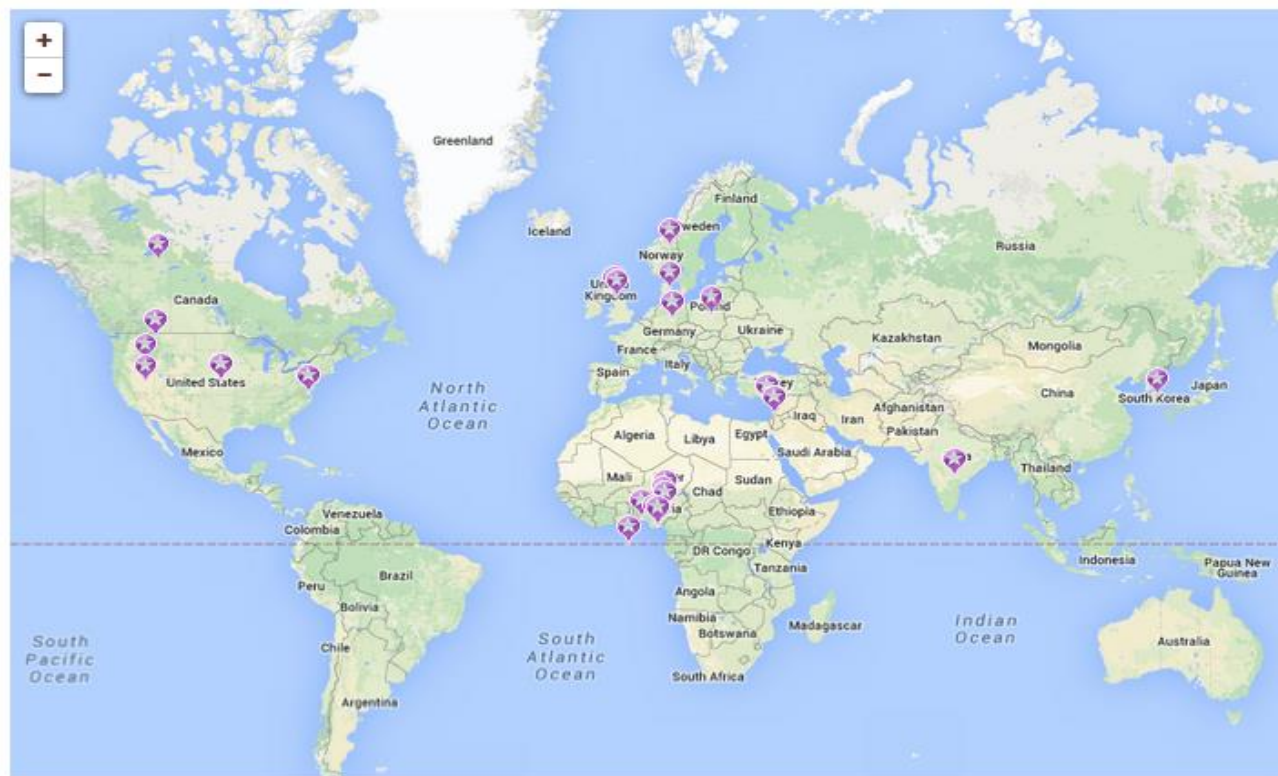 +
−
Greenland
Iceland
Finland
weden
Norway
Russia
Canada
Kingdom
Germany
Ukraine
Kazakhstan
Mongolia
France
Italy
Spain
United States
North
Atlantic
Ocean
China
South Korea
Japan
Iraq
Iran
Afghanistan
Pakistan
Algeria
Libya
Egypt
Saudi Arabia
Mexico
Mali
Chad
Sudan
Thailand
Venezuela
Colombia
Ethiopia
DR Congo
Kenya
Tanzania
Indonesia
Papua New
Guinea
Peru
Brazil
Angola
Bolivia
Namibia
Botswana
Madagascar
Indian
Ocean
South
Pacific
Ocean
South
Atlantic
Ocean
Chile
Australia
South Africa
Argentina